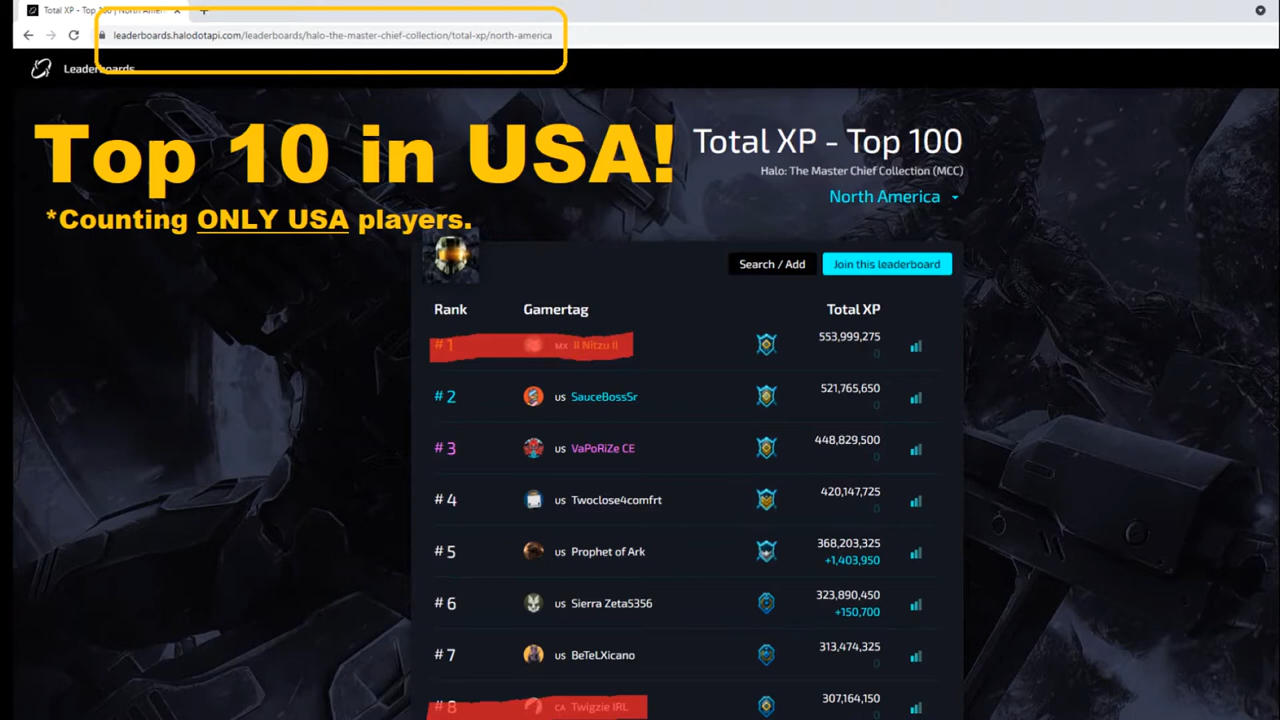 Total XP - Top 100 | North Ameri
leaderboards.halodotapi.com/leaderboards/halo-the-master-chief-collection/total-xp/north-america
Leaderboards
Top 10 in USA!
*Counting ONLY USA players.
Total XP - Top 100
Halo: The Master Chief Collection (MCC)
North America
Search / Add
Join this leaderboard
Rank Gamertag Total XP
#1 MX II Nitzu II 553,999,275
0
#2 US SauceBossSr 521,765,650
0
#3 US VaPoRiZe CE 448,829,500
0
#4 US Twoclose4comfrt 420,147,725
0
#5 US Prophet of Ark 368,203,325
+1,403,950
#6 US Sierra Zeta5356 323,890,450
+150,700
#7 US BeTeLXicano 313,474,325
0
#8 CA Twigzie IRL 307,164,150